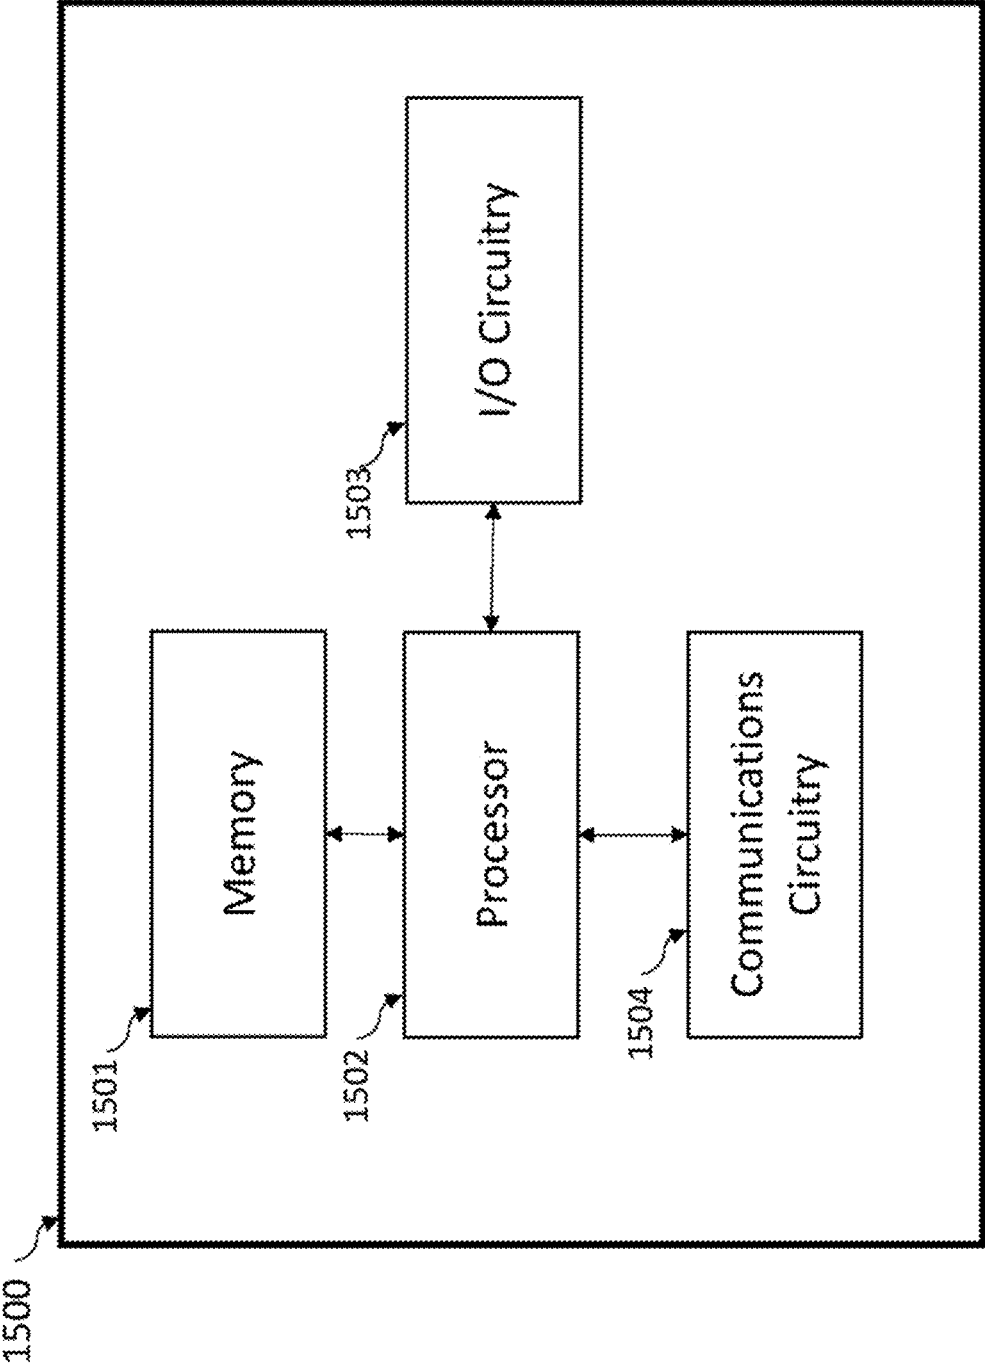 1500
1501
Memory
1502
Processor
1503
I/O Circuitry
1504
Communications
Circuitry